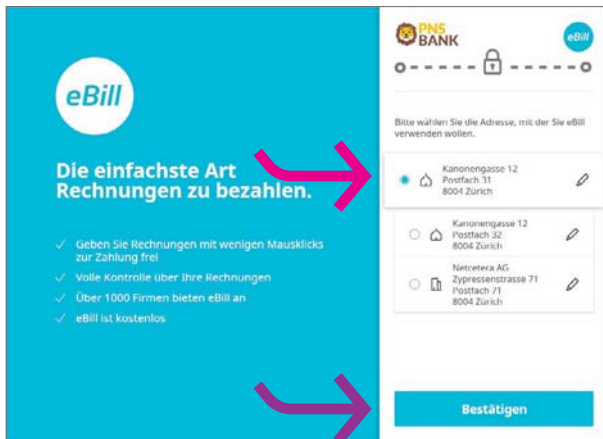 eBill
Die einfachste Art
Rechnungen zu bezahlen.
Geben Sie Rechnungen mit wenigen Mausklicks
zur Zahlung frei
Volle Kontrolle über Ihre Rechnungen
Über 1000 Firmen bieten eBill an
eBill ist kostenlos
PNS
BANK
eBill
Bitte wählen Sie die Adresse, mit der Sie eBill
verwenden wollen.
Kanonengasse 12
Postfach 31
8004 Zürich
Kanonengasse 12
Postfach 32
8004 Zürich
Netcetera AG
Zypressenstrasse 71
Postfach 71
8004 Zürich
Bestätigen